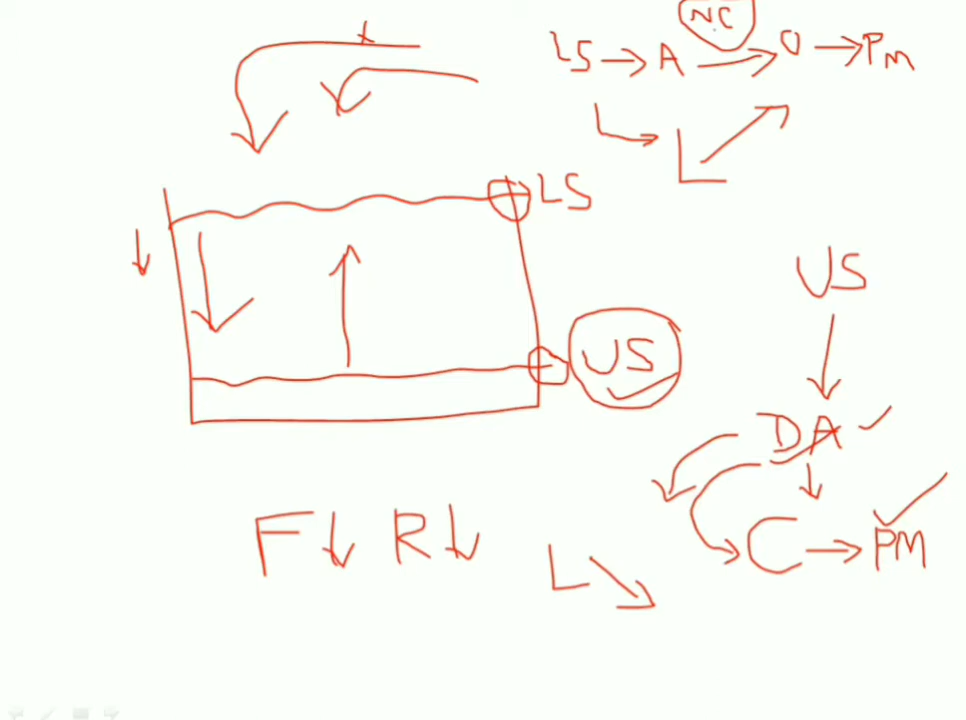 NC
LS → A → O → PM
L
LS
US
US
DA
F↓ R↓
C → PM
L